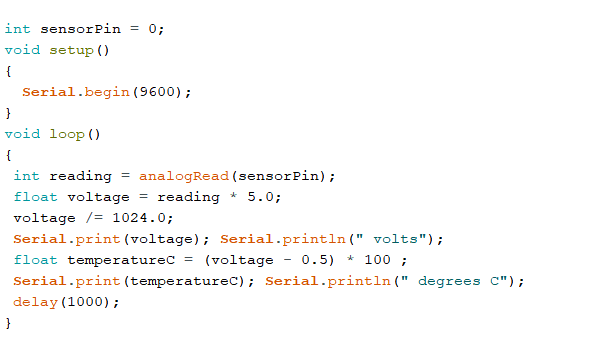 int sensorPin = 0;
void setup()
{
  Serial.begin(9600);
}
void loop()
{
 int reading = analogRead(sensorPin);
 float voltage = reading * 5.0;
 voltage /= 1024.0;
 Serial.print(voltage); Serial.println(" volts");
 float temperatureC = (voltage - 0.5) * 100 ;
 Serial.print(temperatureC); Serial.println(" degrees C");
 delay(1000);
}